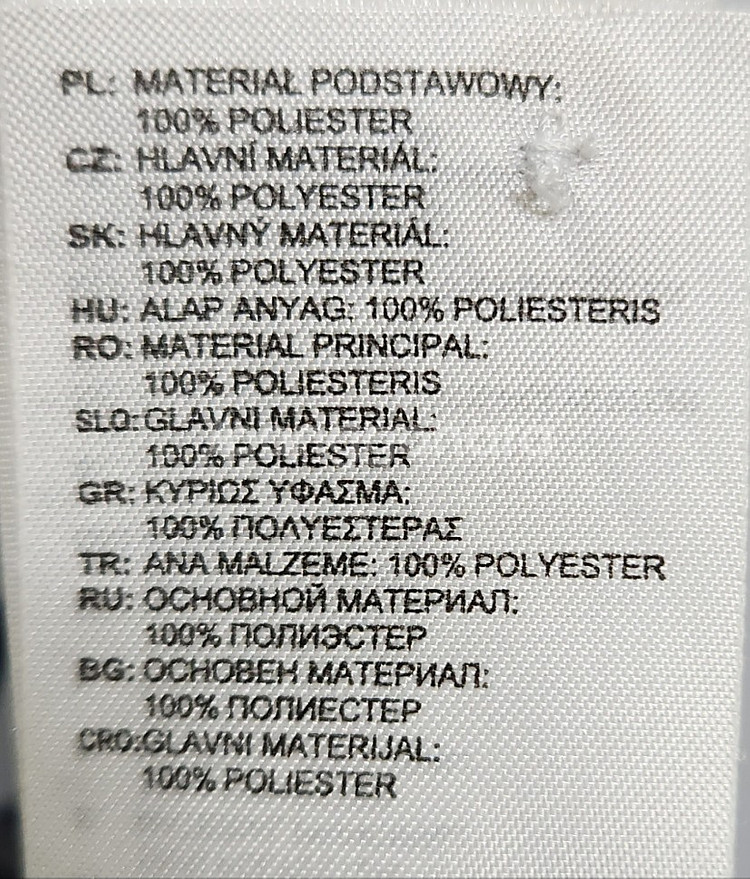 PL: MATERIAŁ PODSTAWOWY:
100% POLIESTER
CZ: HLAVNÍ MATERIÁL:
100% POLYESTER
SK: HLAVNÝ MATERIÁL:
100% POLYESTER
HU: ALAP ANYAG: 100% POLIESTERIS
RO: MATERIAL PRINCIPAL:
100% POLIESTERIS
SLO: GLAVNI MATERIAL:
100% POLIESTER
GR: ΚΥΡΙΩΣ ΥΦΑΣΜΑ:
100% ΠΟΛΥΕΣΤΕΡΑΣ
TR: ANA MALZEME: 100% POLYESTER
RU: ОСНОВНОЙ МАТЕРИАЛ:
100% ПОЛИЭСТЕР
BG: ОСНОВЕН МАТЕРИАЛ:
100% ПОЛИЕСТЕР
CRO:GLAVNI MATERIJAL:
100% POLIESTER